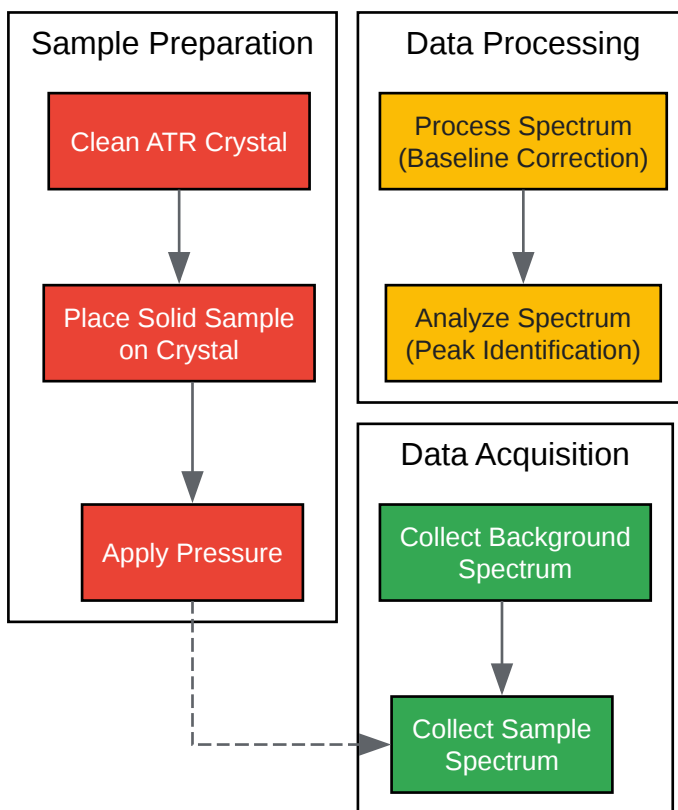 Sample Preparation
Clean ATR Crystal
Place Solid Sample
on Crystal
Apply Pressure
Data Processing
Process Spectrum
(Baseline Correction)
Analyze Spectrum
(Peak Identification)
Data Acquisition
Collect Background
Spectrum
Collect Sample
Spectrum